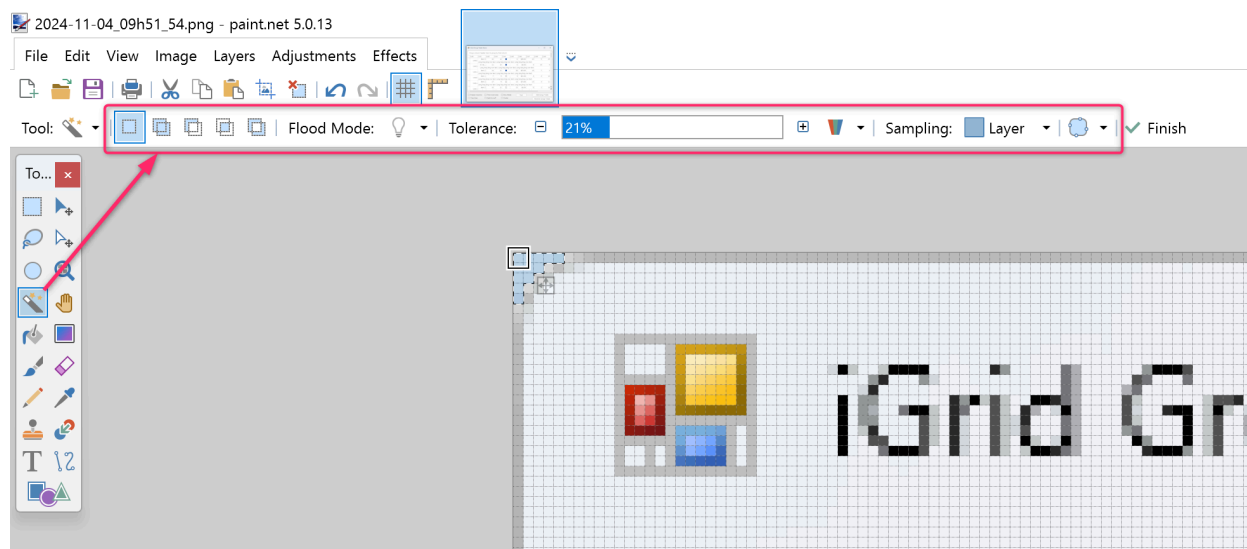 2024-11-04_09h51_54.png - paint.net 5.0.13
File Edit View Image Layers Adjustments Effects
Tool: Flood Mode: Tolerance: 21% Sampling: Layer Finish
To...
iGrid Gr